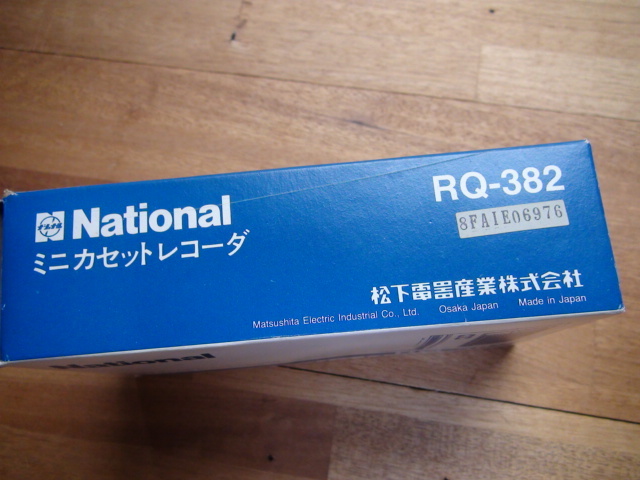 National
ミニカセットレコーダ
RQ-382
8FAIE06976
松下電器産業株式会社
Matsushita Electric Industrial Co., Ltd. Osaka Japan Made in Japan
National